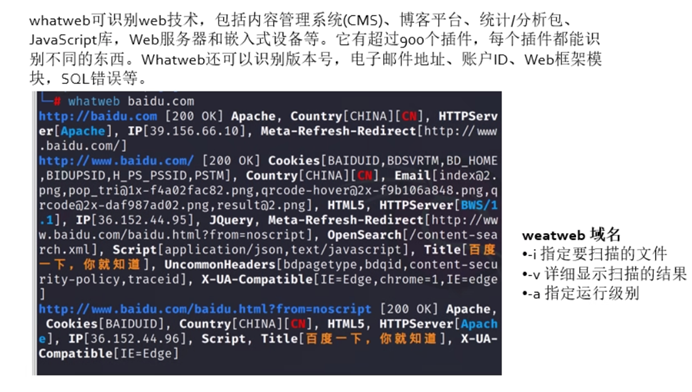 whatweb可识别web技术，包括内容管理系统(CMS)、博客平台、统计/分析包、
JavaScript库，Web服务器和嵌入式设备等。它有超过900个插件，每个插件都能识
别不同的东西。Whatweb还可以识别版本号，电子邮件地址、账户ID、Web框架模
块，SQL错误等。
└─# whatweb baidu.com
http://baidu.com [200 OK] Apache, Country[CHINA][CN], HTTPServ
er[Apache], IP[39.156.66.10], Meta-Refresh-Redirect[http://www
.baidu.com/]
http://www.baidu.com/ [200 OK] Cookies[BAIDUID,BDSVRTM,BD_HOME
,BIDUPSID,H_PS_PSSID,PSTM], Country[CHINA][CN], Email[index@2.
png,pop_tri@1x-f4a02fac82.png,qrcode-hover@2x-f9b106a848.png,q
rcode@2x-daf987ad02.png,result@2.png], HTML5, HTTPServer[BWS/1
.1], IP[36.152.44.95], JQuery, Meta-Refresh-Redirect[http://ww
w.baidu.com/baidu.html?from=noscript], OpenSearch[/content-sea
rch.xml], Script[application/json,text/javascript], Title[百度
一下，你就知道], UncommonHeaders[bdpagetype,bdqid,content-secu
rity-policy,traceid], X-UA-Compatible[IE=Edge,chrome=1,IE=edge
]
http://www.baidu.com/baidu.html?from=noscript [200 OK] Apache,
Cookies[BAIDUID], Country[CHINA][CN], HTML5, HTTPServer[Apach
e], IP[36.152.44.96], Script, Title[百度一下，你就知道], X-UA-
Compatible[IE=Edge]
weatweb 域名
•-i 指定要扫描的文件
•-v 详细显示扫描的结果
•-a 指定运行级别